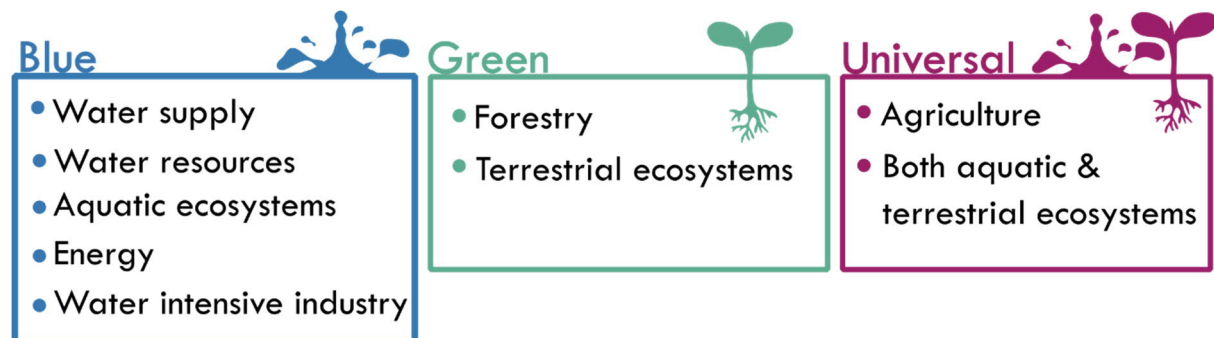 Blue
• Water supply
• Water resources
• Aquatic ecosystems
• Energy
• Water intensive industry
Green
• Forestry
• Terrestrial ecosystems
Universal
• Agriculture
• Both aquatic &
terrestrial ecosystems